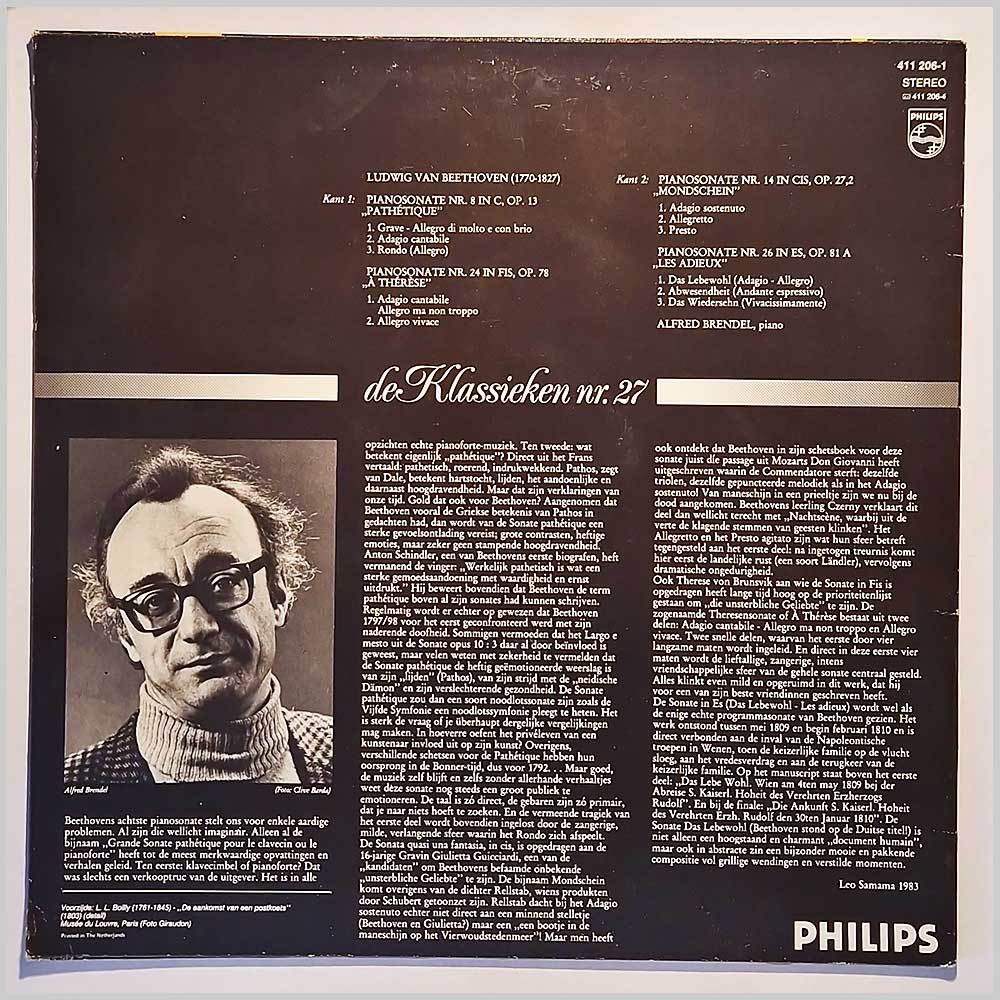 411 206-1
STEREO
411 206-4
PHILIPS
LUDWIG VAN BEETHOVEN (1770-1827)
Kant 1: PIANOSONATE NR. 8 IN C, OP. 13
„PATHÉTIQUE"
1. Grave - Allegro di molto e con brio
2. Adagio cantabile
3. Rondo (Allegro)
PIANOSONATE NR. 24 IN FIS, OP. 78
„À THÉRÈSE"
1. Adagio cantabile
Allegro ma non troppo
2. Allegro vivace
Kant 2: PIANOSONATE NR. 14 IN CIS, OP. 27,2
„MONDSCHEIN"
1. Adagio sostenuto
2. Allegretto
3. Presto
PIANOSONATE NR. 26 IN ES, OP. 81 A
„LES ADIEUX"
1. Das Lebewohl (Adagio - Allegro)
2. Abwesendheit (Andante espressivo)
3. Das Wiedersehn (Vivacissimamente)
ALFRED BRENDEL, piano
de Klassieken nr. 27
Alfred Brendel
(Foto: Clive Barda)
Beethovens achtste pianosonate stelt ons voor enkele aardige
problemen. Al zijn die wellicht imaginair. Alleen al de
bijnaam „Grande Sonate pathétique pour le clavecin ou le
pianoforte" heeft tot de meest merkwaardige opvattingen en
verhalen geleid. Ten eerste: klavecimbel of pianoforte? Dat
was slechts een verkooptruc van de uitgever. Het is in alle
opzichten echte pianoforte-muziek. Ten tweede: wat
betekent eigenlijk „pathétique"? Direct uit het Frans
vertaald: pathetisch, roerend, indrukwekkend. Pathos, zegt
van Dale, betekent hartstocht, lijden, het aandoenlijke en
daarnaast hoogdravendheid. Maar dat zijn verklaringen van
onze tijd. Gold dat ook voor Beethoven? Aangenomen dat
Beethoven vooral de Griekse betekenis van Pathos in
gedachten had, dan wordt van de Sonate pathétique een
sterke gevoelsontlading vereist; grote contrasten, heftige
emoties, maar zeker geen stampende hoogdravendheid.
Anton Schindler, een van Beethovens eerste biografen, heft
vermanend de vinger: „Werkelijk pathetisch is wat een
sterke gemoedsaandoening met waardigheid en ernst
uitdrukt." Hij beweert bovendien dat Beethoven de term
pathétique boven al zijn sonates had kunnen schrijven.
Regelmatig wordt er echter op gewezen dat Beethoven
1797/98 voor het eerst geconfronteerd werd met zijn
naderende doofheid. Sommigen vermoeden dat het Largo e
mesto uit de Sonate opus 10 : 3 daar al door beïnvloed is
geweest, maar velen weten met zekerheid te vermelden dat
de Sonate pathétique de heftig geëmotioneerde weerslag is
van zijn „lijden" (Pathos), van zijn strijd met de „neidische
Dämon" en zijn verslechterende gezondheid. De Sonate
pathétique zou dan een soort noodlotssonate zijn zoals de
Vijfde Symfonie een noodlotssymfonie pleegt te heten. Het
is sterk de vraag of je überhaupt dergelijke vergelijkingen
mag maken. In hoeverre oefent het privéleven van een
kunstenaar invloed uit op zijn kunst? Overigens,
verschillende schetsen voor de Pathétique hebben hun
oorsprong in de Bonner-tijd, dus voor 1792. . . Maar goed,
de muziek zelf blijft en zelfs zonder allerhande verhaaltjes
weet déze sonate nog steeds een groot publiek te
emotioneren. De taal is zó direct, de gebaren zijn zó primair,
dat je naar niets hoeft te zoeken. En de vermeende tragiek van
het eerste deel wordt bovendien ingelost door de zangerige,
milde, verlangende sfeer waarin het Rondo zich afspeelt.
De Sonata quasi una fantasia, in cis, is opgedragen aan de
16-jarige Gravin Giulietta Guicciardi, een van de
„kandidaten" om Beethovens befaamde onbekende
„unsterbliche Geliebte" te zijn. De bijnaam Mondschein
komt overigens van de dichter Rellstab, wiens produkten
door Schubert getoonzet zijn. Rellstab dacht bij het Adagio
sostenuto echter niet direct aan een minnend stelletje
(Beethoven en Giulietta?) maar een „een bootje in de
maneschijn op het Vierwoudstedenmeer"! Maar men heeft
ook ontdekt dat Beethoven in zijn schetsboek voor deze
sonate juist die passage uit Mozarts Don Giovanni heeft
uitgeschreven waarin de Commendatore sterft: dezelfde
triolen, dezelfde gepuncteerde melodiek als in het Adagio
sostenuto! Van maneschijn in een prieeltje zijn we nu bij de
dood aangekomen. Beethovens leerling Czerny verklaart dit
deel dan wellicht terecht met „Nachtscène, waarbij uit de
verte de klagende stemmen van geesten klinken". Het
Allegretto en het Presto agitato zijn wat hun sfeer betreft
tegengesteld aan het eerste deel: na ingetogen treurnis komt
hier eerst de landelijke rust (een soort Ländler), vervolgens
dramatische ongedurigheid.
Ook Therese von Brunsvik aan wie de Sonate in Fis is
opgedragen heeft lange tijd hoog op de prioriteitenlijst
gestaan om „die unsterbliche Geliebte" te zijn. De
zogenaamde Theresensonate of À Thérèse bestaat uit twee
delen: Adagio cantabile - Allegro ma non troppo en Allegro
vivace. Twee snelle delen, waarvan het eerste door vier
langzame maten wordt ingeleid. En direct in deze eerste vier
maten wordt de lieftallige, zangerige, intens
vriendschappelijke sfeer van de gehele sonate centraal gesteld.
Alles klinkt even mild en opgeruimd in dit werk, dat hij
voor een van zijn beste vriendinnen geschreven heeft.
De Sonate in Es (Das Lebewohl - Les adieux) wordt wel als
de enige echte programmasonate van Beethoven gezien. Het
werk ontstond tussen mei 1809 en begin februari 1810 en is
direct verbonden aan de inval van de Napoleontische
troepen in Wenen, toen de keizerlijke familie op de vlucht
sloeg, aan het vredesverdrag en aan de terugkeer van de
keizerlijke familie. Op het manuscript staat boven het eerste
deel: „Das Lebe Wohl. Wien am 4ten may 1809 bei der
Abreise S. Kaiserl. Hoheit des Verehrten Erzherzogs
Rudolf". En bij de finale: „Die Ankunft S. Kaiserl. Hoheit
des Verehrten Erzh. Rudolf den 30ten Januar 1810". De
Sonate Das Lebewohl (Beethoven stond op de Duitse titel!) is
niet alleen een hoogstaand en charmant „document humain",
maar ook in abstracte zin een bijzonder mooie en pakkende
compositie vol grillige wendingen en verstilde momenten.
Leo Samama 1983
Voorzijde: L. L. Boilly (1761-1845) - „De aankomst van een postkoets"
(1803) (detail)
Musée du Louvre, Paris (Foto Giraudon)
Printed in The Netherlands
PHILIPS